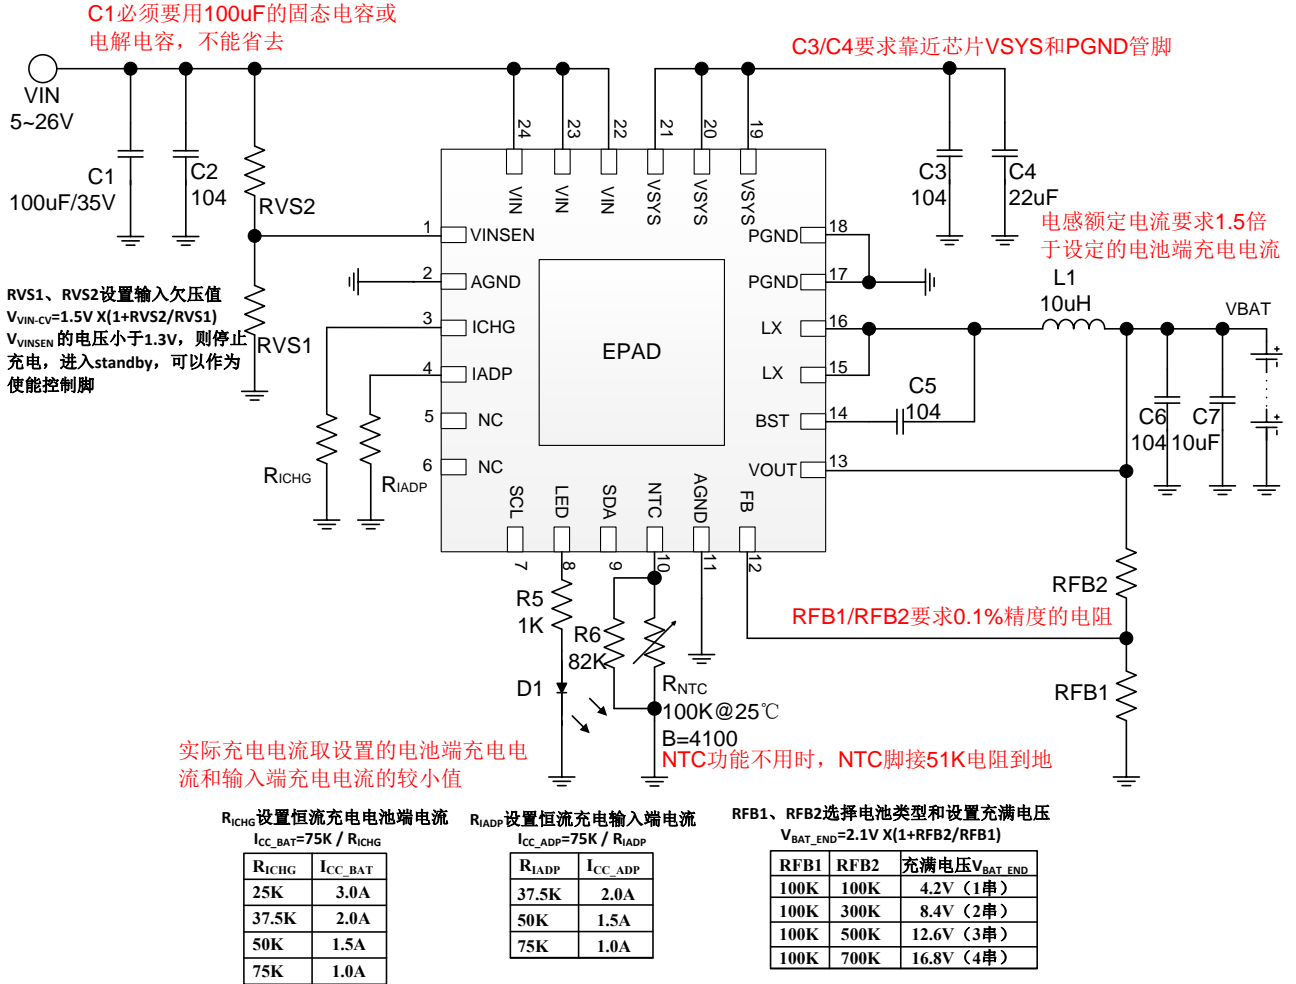 C1必须要用100uF的固态电容或
电解电容，不能省去
C3/C4要求靠近芯片VSYS和PGND管脚
VIN
5~26V
C1
100uF/35V
C2
104
RVS2
24
23
22
21
20
19
VIN
VIN
VIN
VSYS
VSYS
VSYS
C3
104
C4
22uF
电感额定电流要求1.5倍
于设定的电池端充电电流
1
VINSEN
2
AGND
3
ICHG
4
IADP
5
NC
6
NC
PGND
18
PGND
17
LX
16
LX
15
BST
14
VOUT
13
EPAD
L1
10uH
VBAT
+
+
RVS1、RVS2设置输入欠压值
VVIN-CV=1.5V X(1+RVS2/RVS1)
VVINSEN 的电压小于1.3V，则停止
充电，进入standby，可以作为
使能控制脚
RVS1
C5
104
C6
104
C7
10uF
RICHG
RIADP
SCL
LED
SDA
NTC
AGND
FB
7
8
9
10
11
12
R5
1K
R6
82K
D1
RNTC
100K@25℃
B=4100
RFB2
RFB1/RFB2要求0.1%精度的电阻
RFB1
NTC功能不用时，NTC脚接51K电阻到地
实际充电电流取设置的电池端充电电
流和输入端充电电流的较小值
RICHG设置恒流充电电池端电流
ICC_BAT=75K / RICHG
RICHG ICC_BAT
25K 3.0A
37.5K 2.0A
50K 1.5A
75K 1.0A
RIADP设置恒流充电输入端电流
ICC_ADP=75K / RIADP
RIADP ICC_ADP
37.5K 2.0A
50K 1.5A
75K 1.0A
RFB1、RFB2选择电池类型和设置充满电压
VBAT_END=2.1V X(1+RFB2/RFB1)
RFB1 RFB2 充满电压VBAT_END
100K 100K 4.2V（1串）
100K 300K 8.4V（2串）
100K 500K 12.6V（3串）
100K 700K 16.8V（4串）